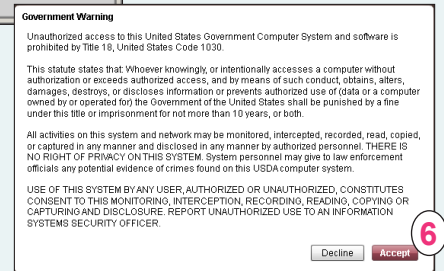 Government Warning
Unauthorized access to this United States Government Computer System and software is
prohibited by Title 18, United States Code 1030.
This statute states that: Whoever knowingly, or intentionally accesses a computer without
authorization or exceeds authorized access, and by means of such conduct, obtains, alters,
damages, destroys, or discloses information or prevents authorized use of (data or a computer
owned by or operated for) the Government of the United States shall be punished by a fine
under this title or imprisonment for not more than 10 years, or both.
All activities on this system and network may be monitored, intercepted, recorded, read, copied,
or captured in any manner and disclosed in any manner by authorized personnel. THERE IS
NO RIGHT OF PRIVACY ON THIS SYSTEM. System personnel may give to law enforcement
officials any potential evidence of crimes found on this USDA computer system.
USE OF THIS SYSTEM BY ANY USER, AUTHORIZED OR UNAUTHORIZED, CONSTITUTES
CONSENT TO THIS MONITORING, INTERCEPTION, RECORDING, READING, COPYING OR
CAPTURING AND DISCLOSURE. REPORT UNAUTHORIZED USE TO AN INFORMATION
SYSTEMS SECURITY OFFICER.
6
Decline Accept